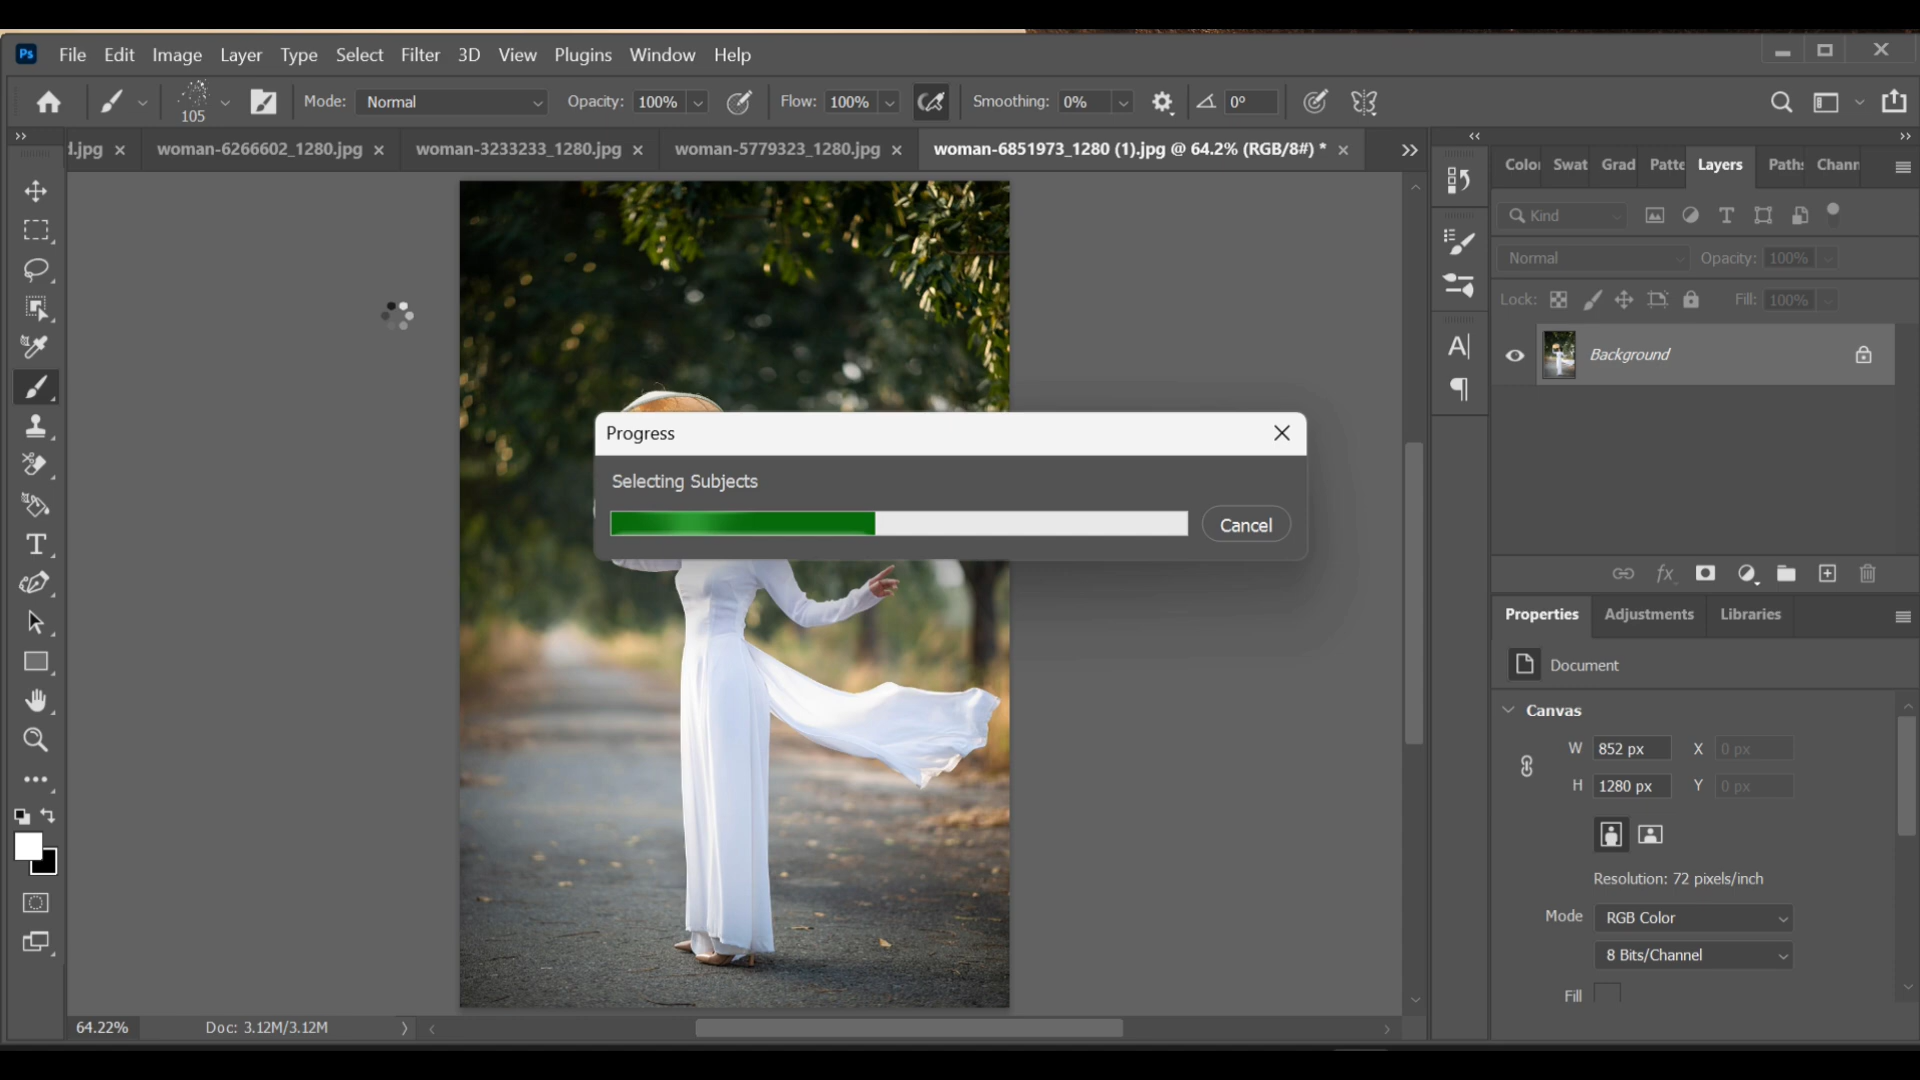 Ps File Edit Image Layer Type Select Filter 3D View Plugins Window Help
105 Mode: Normal Opacity: 100% Flow: 100% Smoothing: 0% 0°
d.jpg woman-6266602_1280.jpg woman-3233233_1280.jpg woman-5779323_1280.jpg woman-6851973_1280 (1).jpg @ 64.2% (RGB/8#) *
Swat Grad Patte Layers Paths Chann
Kind
Normal Opacity: 100%
Lock: Fill: 100%
Background
Progress
Selecting Subjects
Cancel
fx
Properties Adjustments Libraries
Document
Canvas
W 852 px X 0 px
H 1280 px Y 0 px
Resolution: 72 pixels/inch
Mode RGB Color
8 Bits/Channel
Fill
64.22% Doc: 3.12M/3.12M